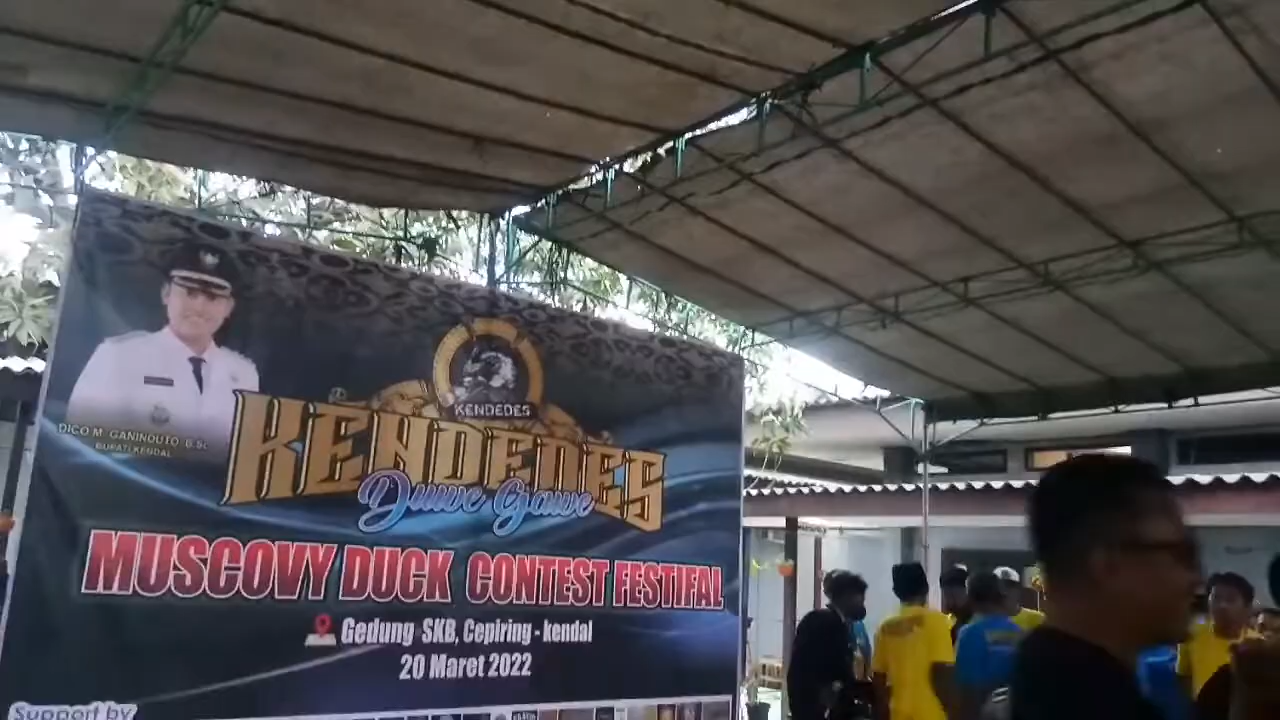 DICO M. GANINDUTO. B.Sc
BUPATI KENDAL
KENDEDES
KENDEDES
Duwe Gawe
MUSCOVY DUCK CONTEST FESTIFAL
Gedung SKB, Cepiring - kendal
20 Maret 2022
Support by